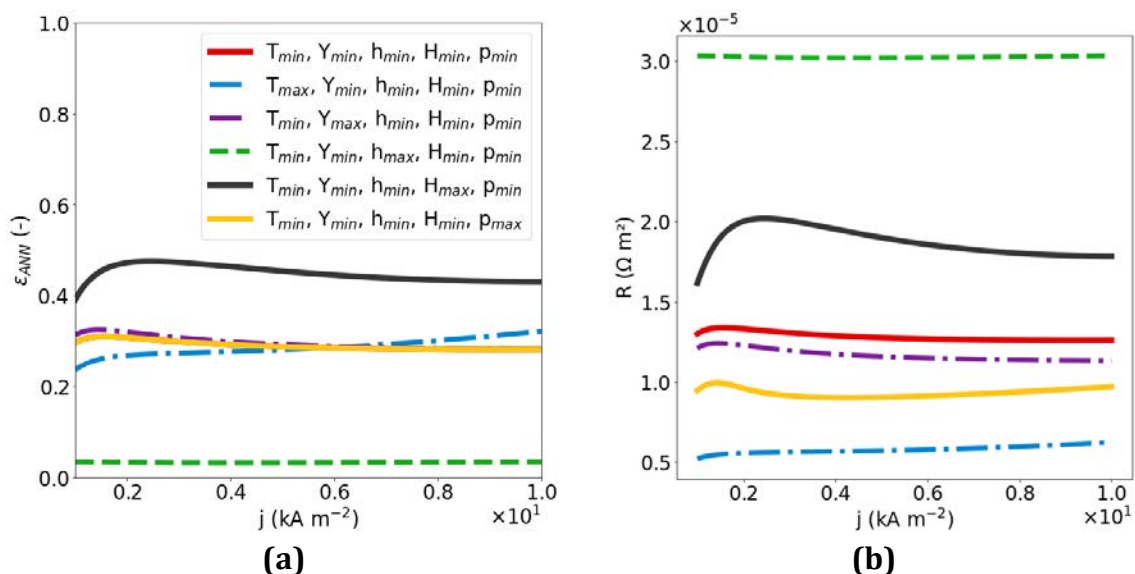 (a)
1.0
0.8
0.6
0.4
0.2
0.0
ε_ANN (-)
T_min, Y_min, h_min, H_min, p_min
T_max, Y_min, h_min, H_min, p_min
T_min, Y_max, h_min, H_min, p_min
T_min, Y_min, h_max, H_min, p_min
T_min, Y_min, h_min, H_max, p_min
T_min, Y_min, h_min, H_min, p_max
0.2 0.4 0.6 0.8 1.0
j (kA m⁻²) ×10¹
(a)
(b)
×10⁻⁵
3.0
2.5
2.0
1.5
1.0
0.5
R (Ω m²)
0.2 0.4 0.6 0.8 1.0
j (kA m⁻²) ×10¹
(b)